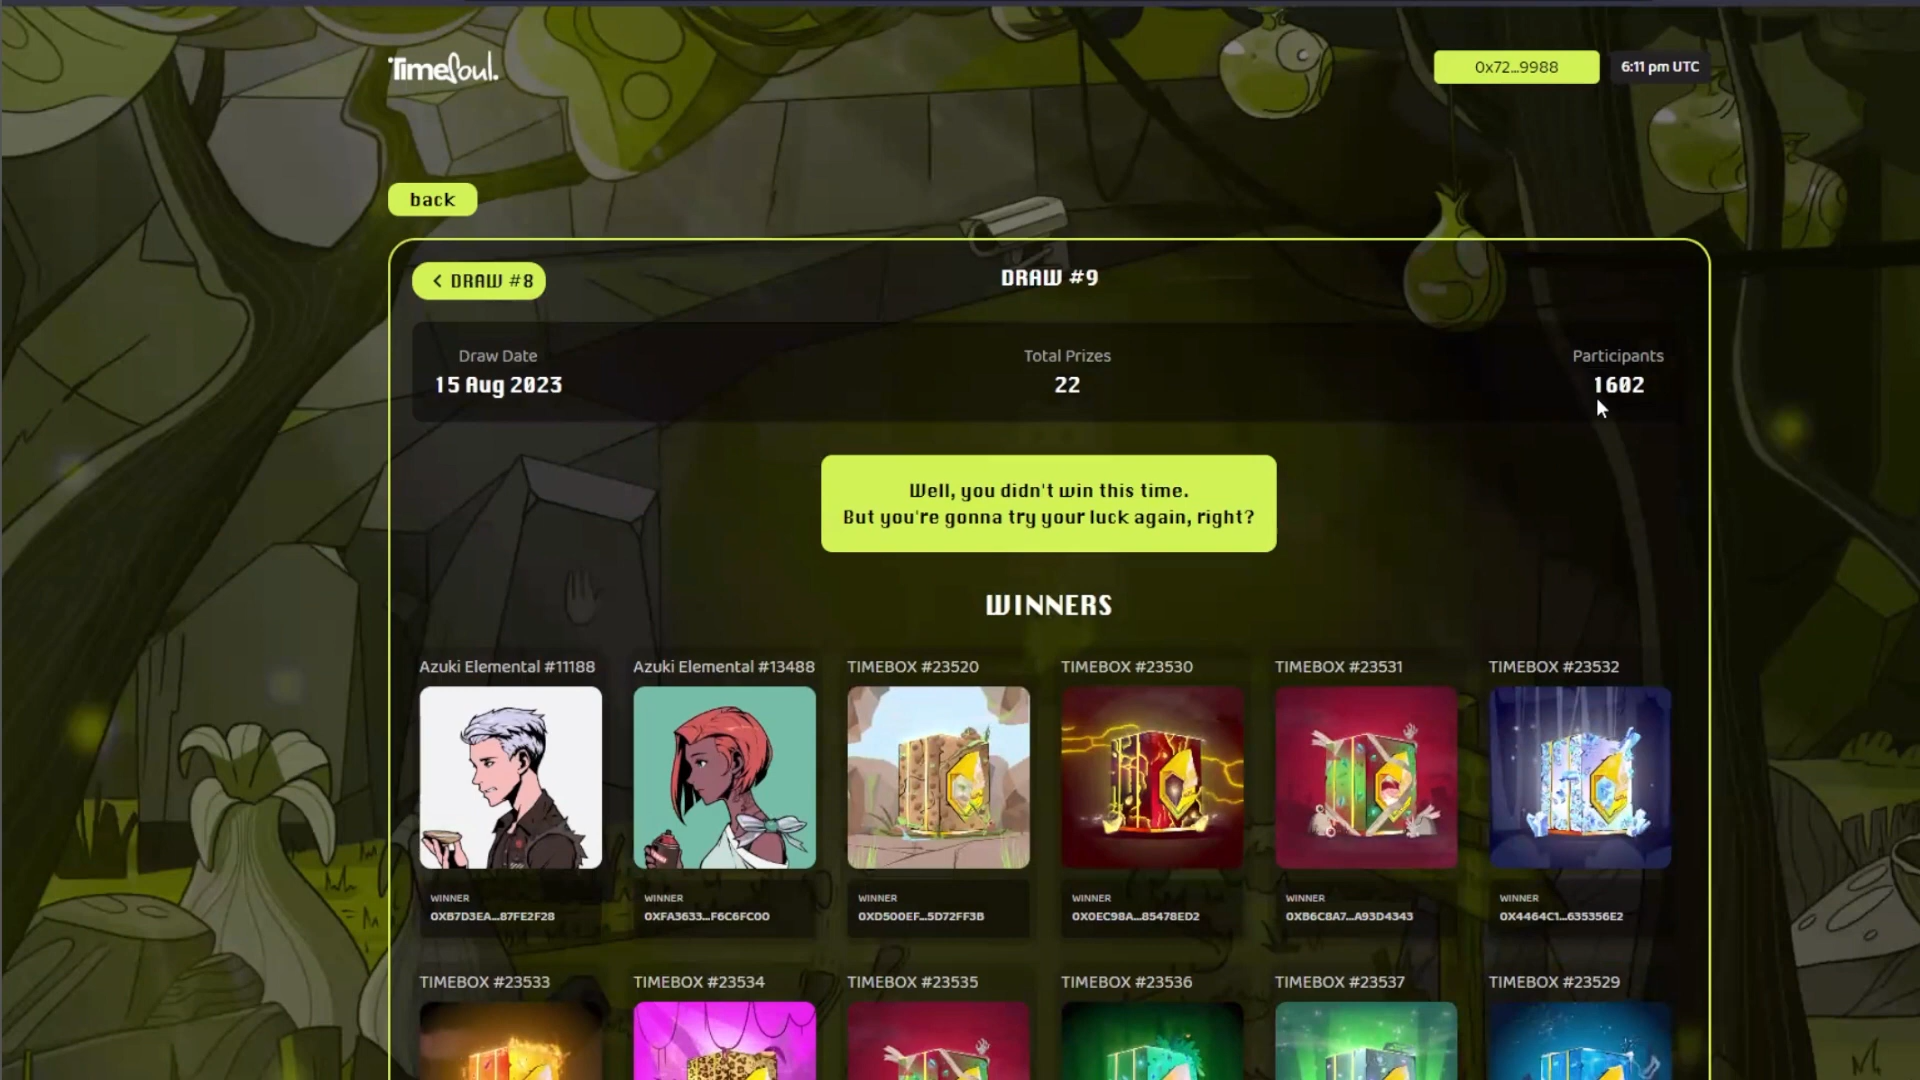 TimeSoul.
0x72...9988
6:11 pm UTC
back
< DRAW #8
DRAW #9
Draw Date
15 Aug 2023
Total Prizes
22
Participants
1602
Well, you didn't win this time.
But you're gonna try your luck again, right?
WINNERS
Azuki Elemental #11188
Azuki Elemental #13488
TIMEBOX #23520
TIMEBOX #23530
TIMEBOX #23531
TIMEBOX #23532
WINNER
0XB7D3EA...87FE2F28
WINNER
0XFA3633...F6C6FC00
WINNER
0XD500EF...5D72FF3B
WINNER
0X0EC98A...85478ED2
WINNER
0XB6C8A7...A93D4343
WINNER
0X4464C1...635356E2
TIMEBOX #23533
TIMEBOX #23534
TIMEBOX #23535
TIMEBOX #23536
TIMEBOX #23537
TIMEBOX #23529